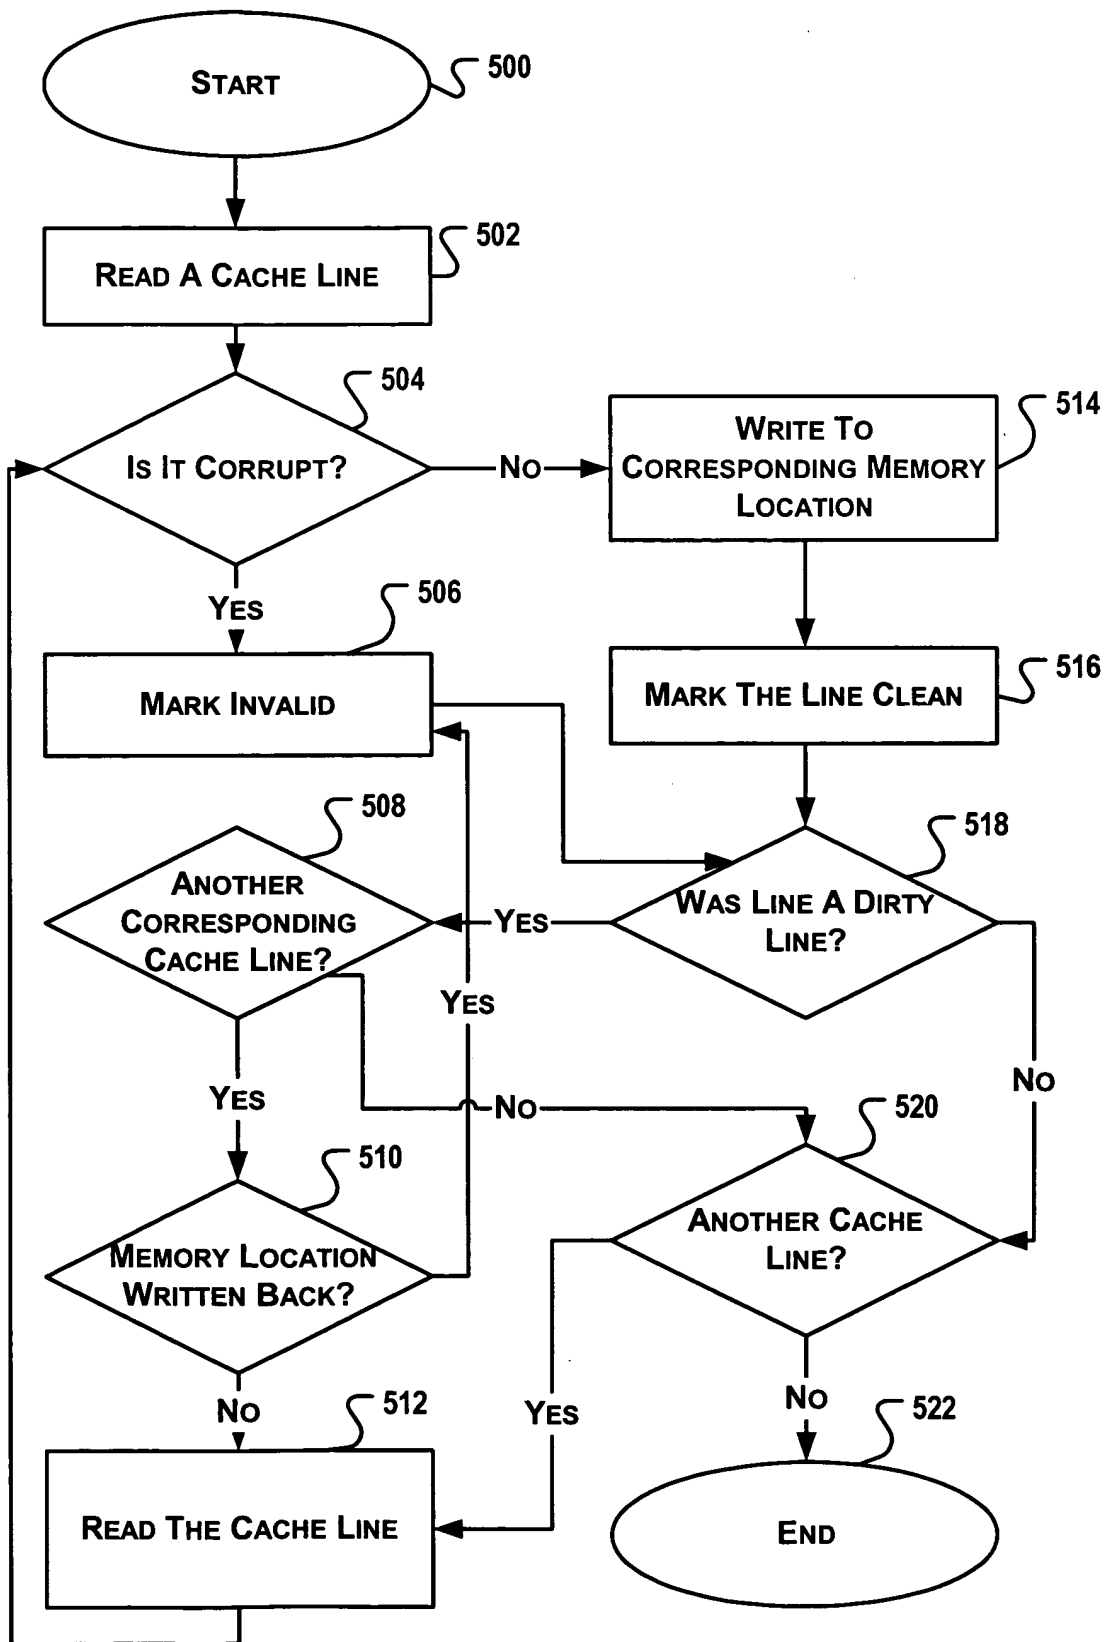 START
500
READ A CACHE LINE
502
IS IT CORRUPT?
504
NO
WRITE TO
CORRESPONDING MEMORY
LOCATION
514
YES
MARK INVALID
506
MARK THE LINE CLEAN
516
ANOTHER
CORRESPONDING
CACHE LINE?
508
YES
WAS LINE A DIRTY
LINE?
518
YES
NO
YES
NO
MEMORY LOCATION
WRITTEN BACK?
510
ANOTHER CACHE
LINE?
520
NO
YES
NO
READ THE CACHE LINE
512
END
522